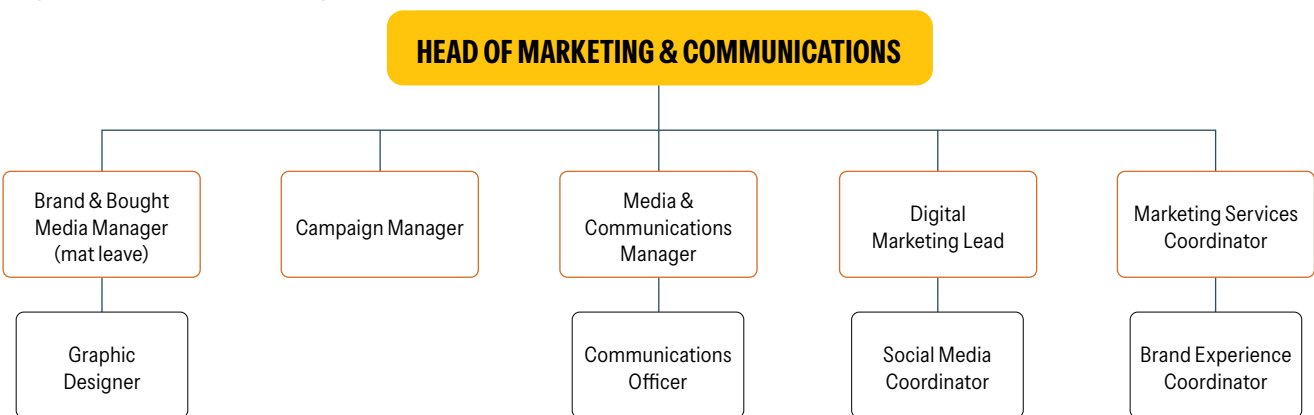 HEAD OF MARKETING & COMMUNICATIONS
Brand & Bought
Media Manager
(mat leave)
Campaign Manager
Media &
Communications
Manager
Digital
Marketing Lead
Marketing Services
Coordinator
Graphic
Designer
Communications
Officer
Social Media
Coordinator
Brand Experience
Coordinator